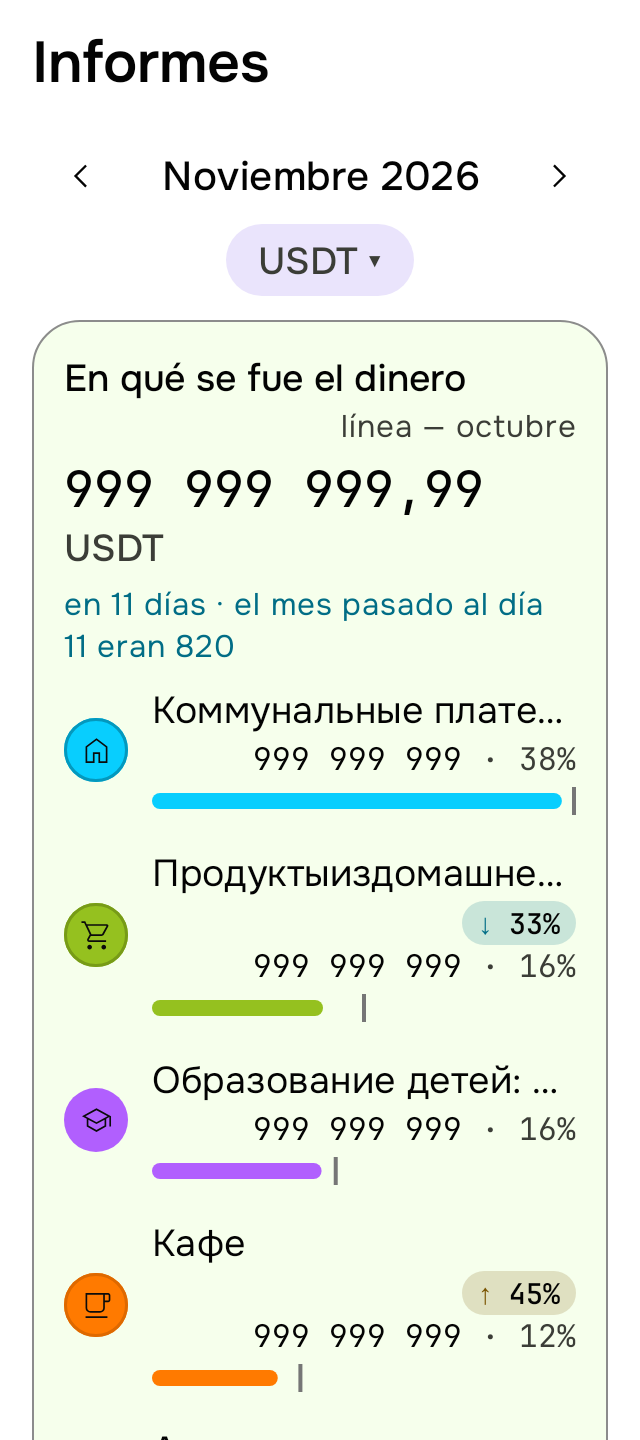 Informes
Noviembre 2026
USDT ▾
En qué se fue el dinero
línea — octubre
999 999 999,99
USDT
en 11 días · el mes pasado al día
11 eran 820
Коммунальные плате...
999 999 999 · 38%
Продуктыиздомашне...
↓ 33%
999 999 999 · 16%
Образование детей: ...
999 999 999 · 16%
Кафе
↑ 45%
999 999 999 · 12%